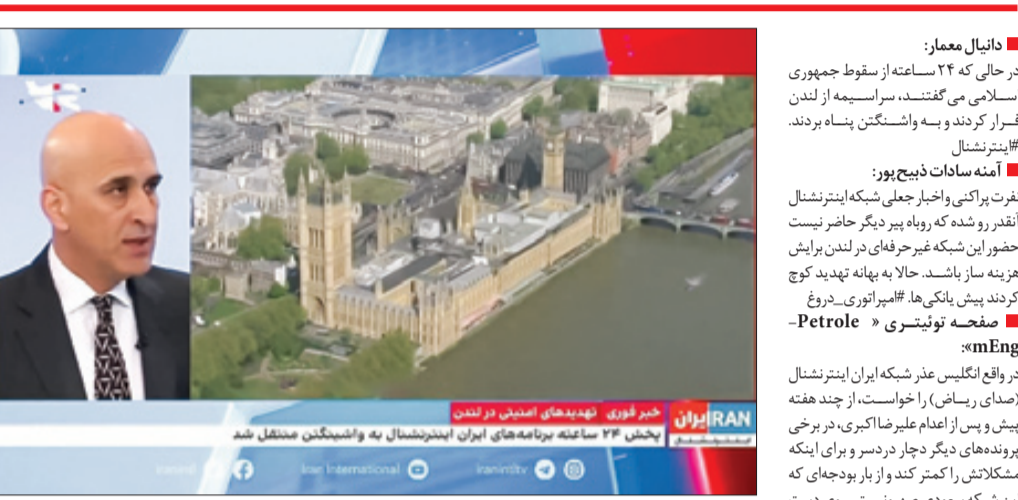 دانیال معمار:
در حالی که ۲۴ ساعته از سقوط جمهوری
اسلامی می‌گفتند، سراسیمه از لندن
فرار کردند و به واشنگتن پناه بردند.
#اینترنشنال
آمنه سادات ذبیح‌پور:
نفرت پراکنی و اخبار جعلی شبکه اینترنشنال
آنقدر رو شده که روباه پیر دیگر حاضر نیست
حضور این شبکه غیرحرفه‌ای در لندن برایش
هزینه ساز باشد. حالا به بهانه تهدید کوچ
کردند پیش یانکی‌ها. #امپراتوری_دروغ
صفحه توئیتری « Petrole-
mEng»:
در واقع انگلیس عذر شبکه ایران اینترنشنال
(صدای ریاض) را خواست، از چند هفته
پیش و پس از اعدام علیرضا اکبری، در برخی
پرونده‌های دیگر دچار دردسر و برای اینکه
مشکلاتش را کمتر کند و از بار بودجه‌ای که
IRAN ایران
اینترنشنال
خبر فوری تهدیدهای امنیتی در لندن
پخش ۲۴ ساعته برنامه‌های ایران اینترنشنال به واشینگتن منتقل شد
Iran International
iranintltv